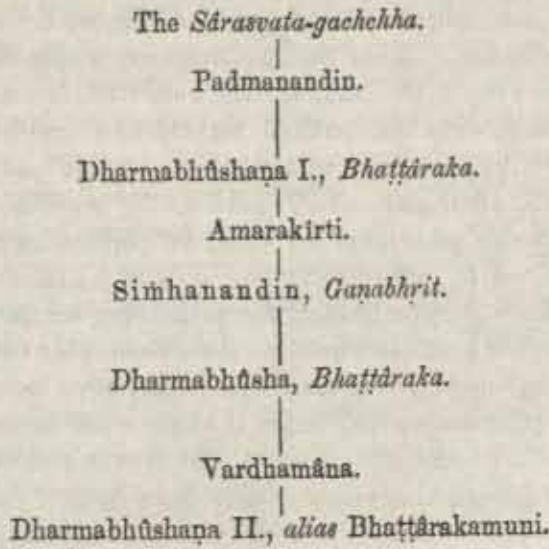 The Sârasvata-gachchha.
Padmanandin.
Dharmabhûshaṇa I., Bhaṭṭâraka.
Amarakîrti.
Siṁhanandin, Gaṇabhṛit.
Dharmabhûsha, Bhaṭṭâraka.
Vardhamâna.
Dharmabhûshaṇa II., alias Bhaṭṭârakamuni.